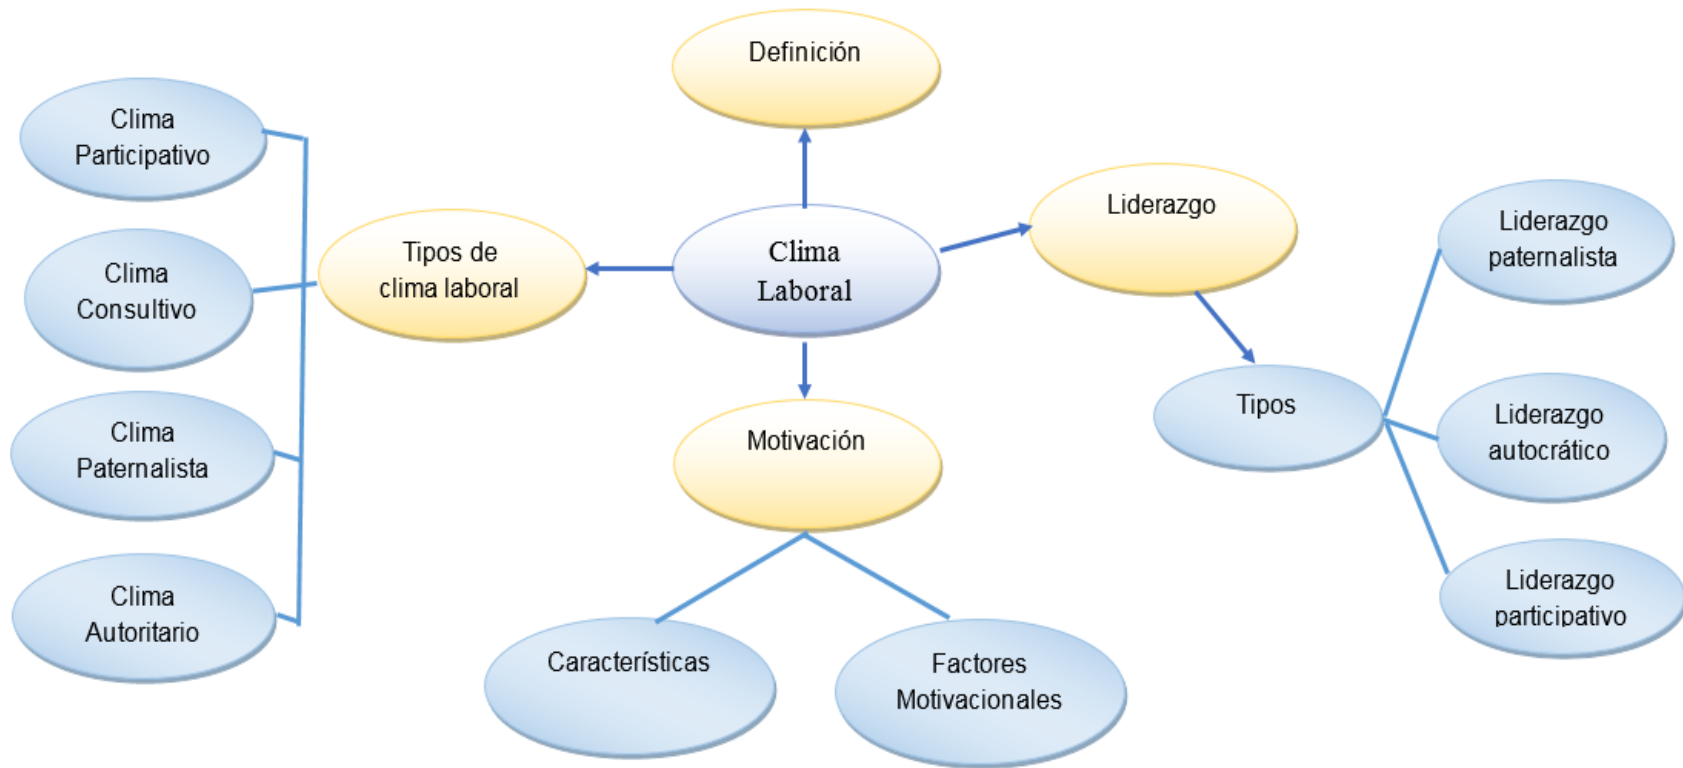 Definición
Clima
Participativo
Liderazgo
Liderazgo
paternalista
Tipos de
clima laboral
Clima
Laboral
Clima
Consultivo
Tipos
Liderazgo
autocrático
Motivación
Clima
Paternalista
Liderazgo
participativo
Clima
Autoritario
Característícas
Factores
Motivacionales